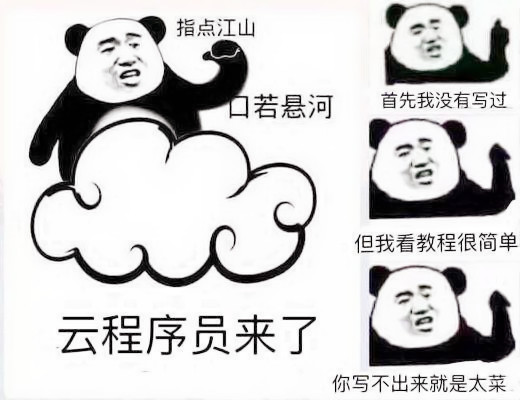 指点江山
口若悬河
云程序员来了
首先我没有写过
但我看教程很简单
你写不出来就是太菜